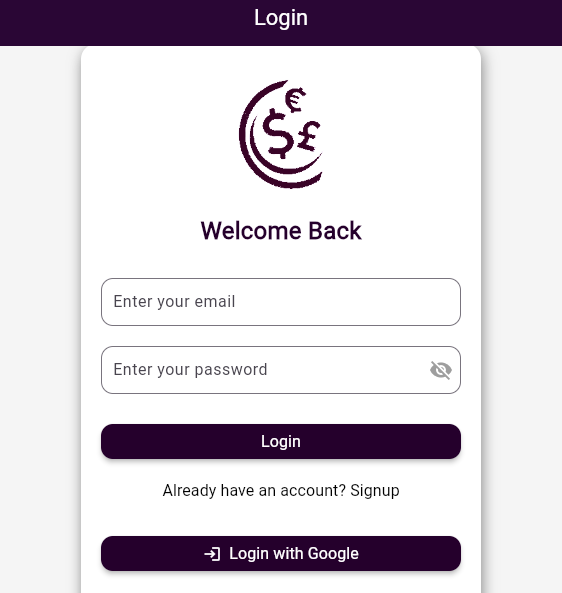 Login
€
$
£
Welcome Back
Enter your email
Enter your password
Login
Already have an account? Signup
Login with Google